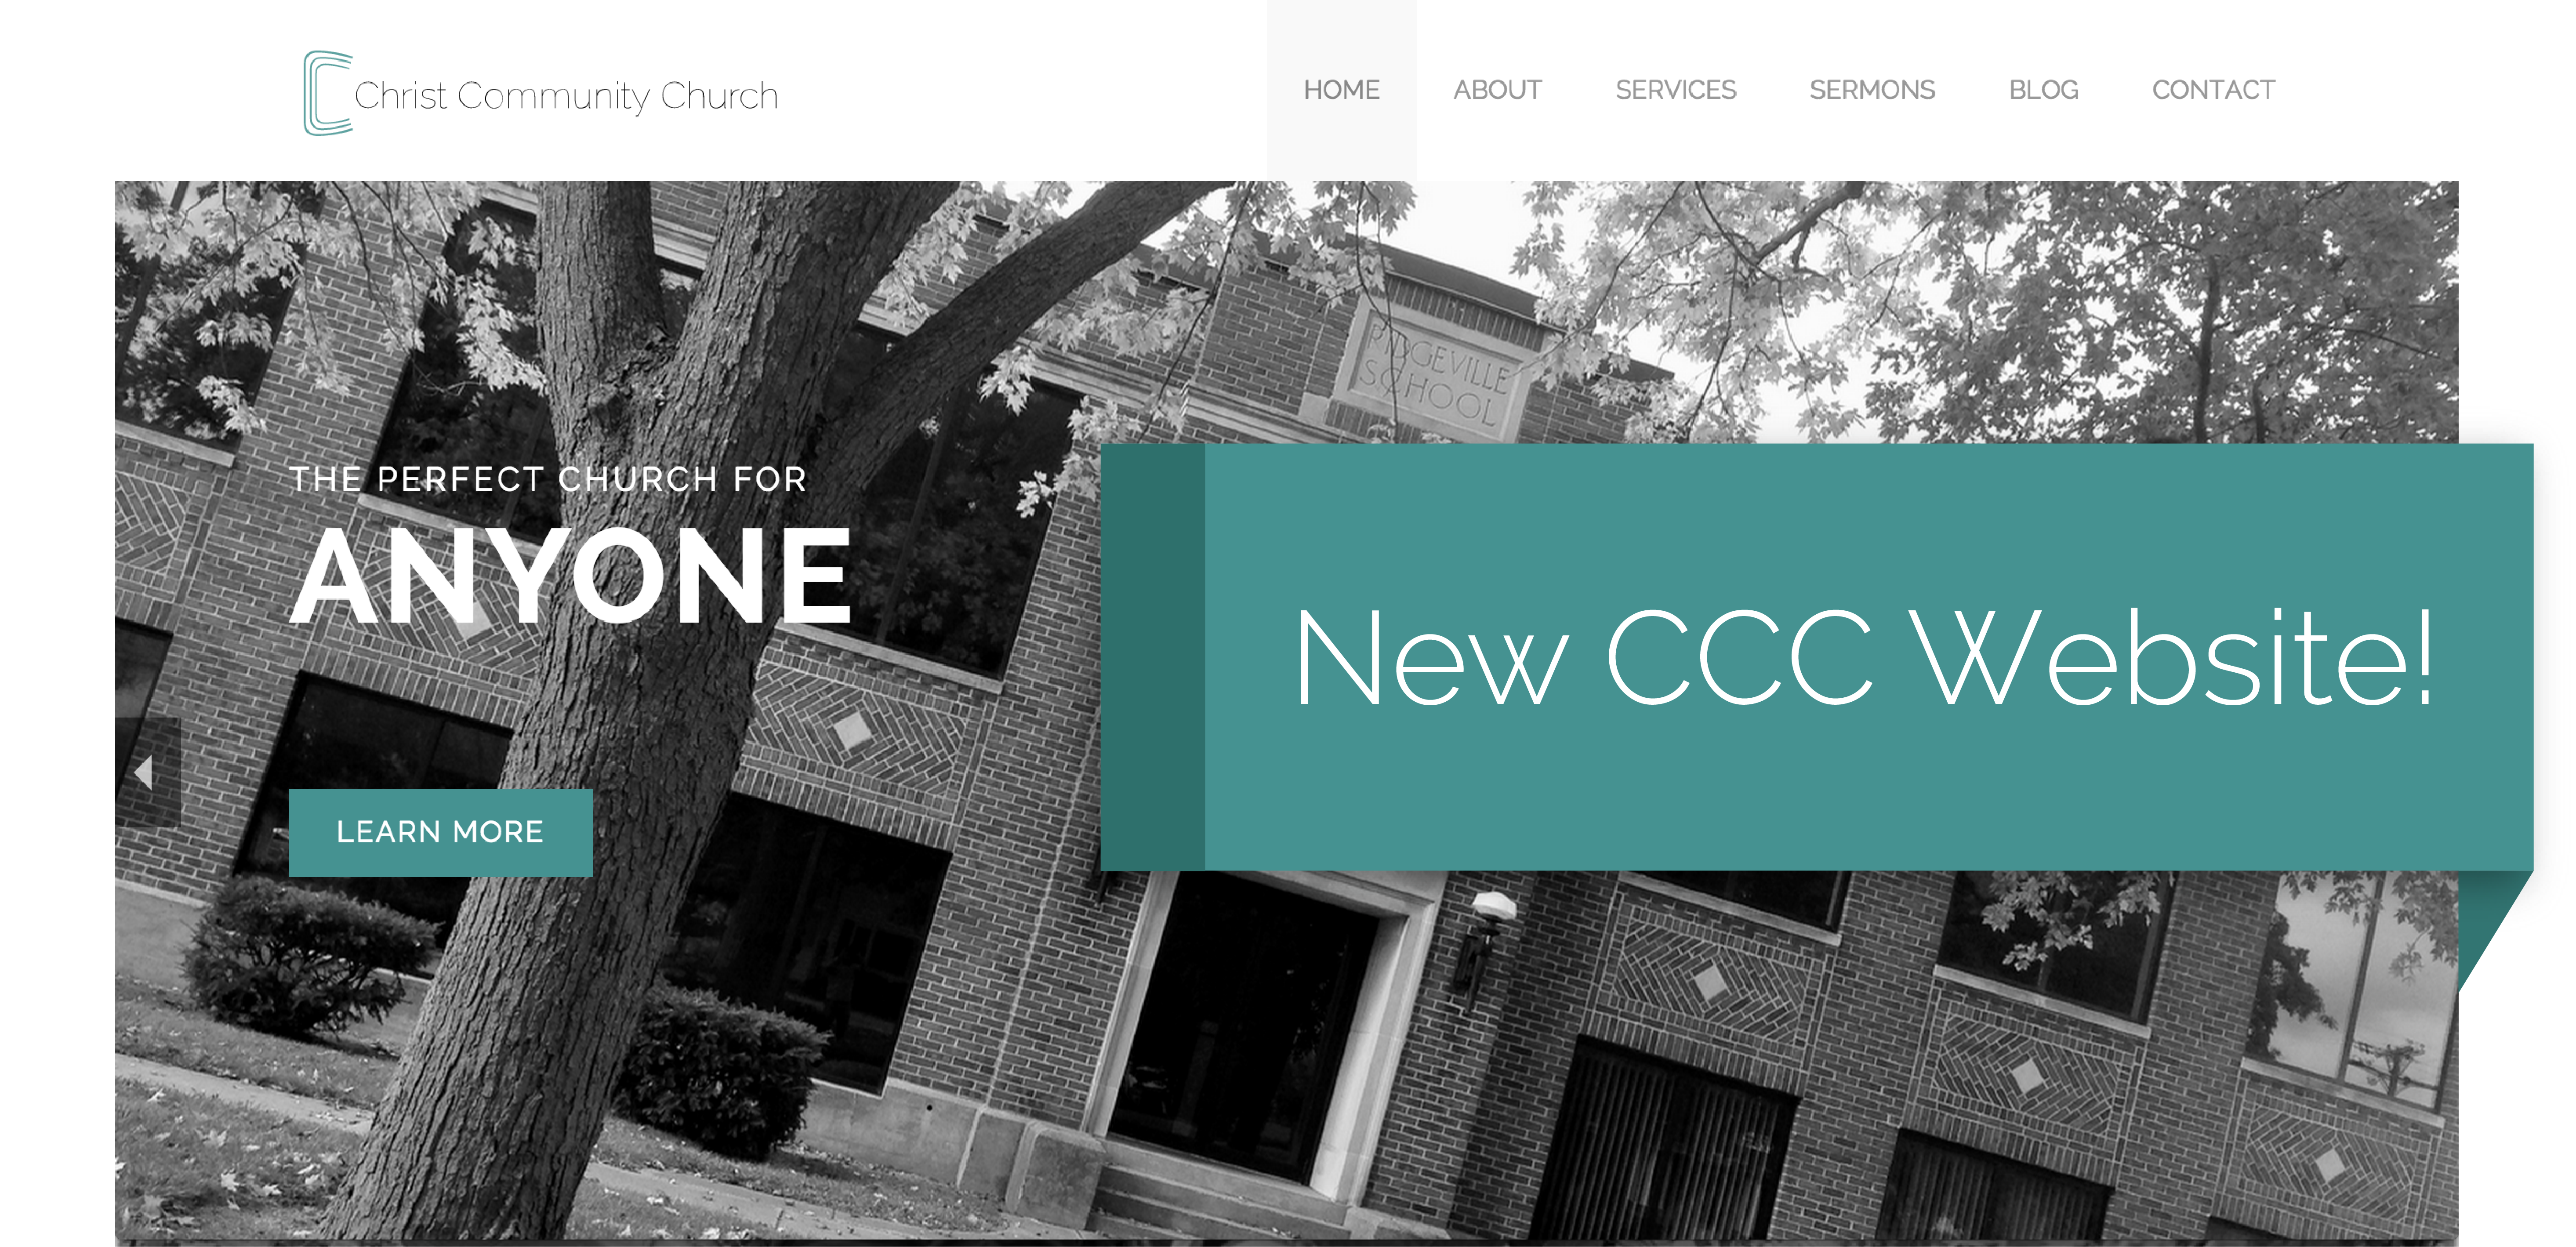 Christ Community Church
HOME ABOUT SERVICES SERMONS BLOG CONTACT
RIDGEVILLE
SCHOOL
THE PERFECT CHURCH FOR
ANYONE
New CCC Website!
LEARN MORE